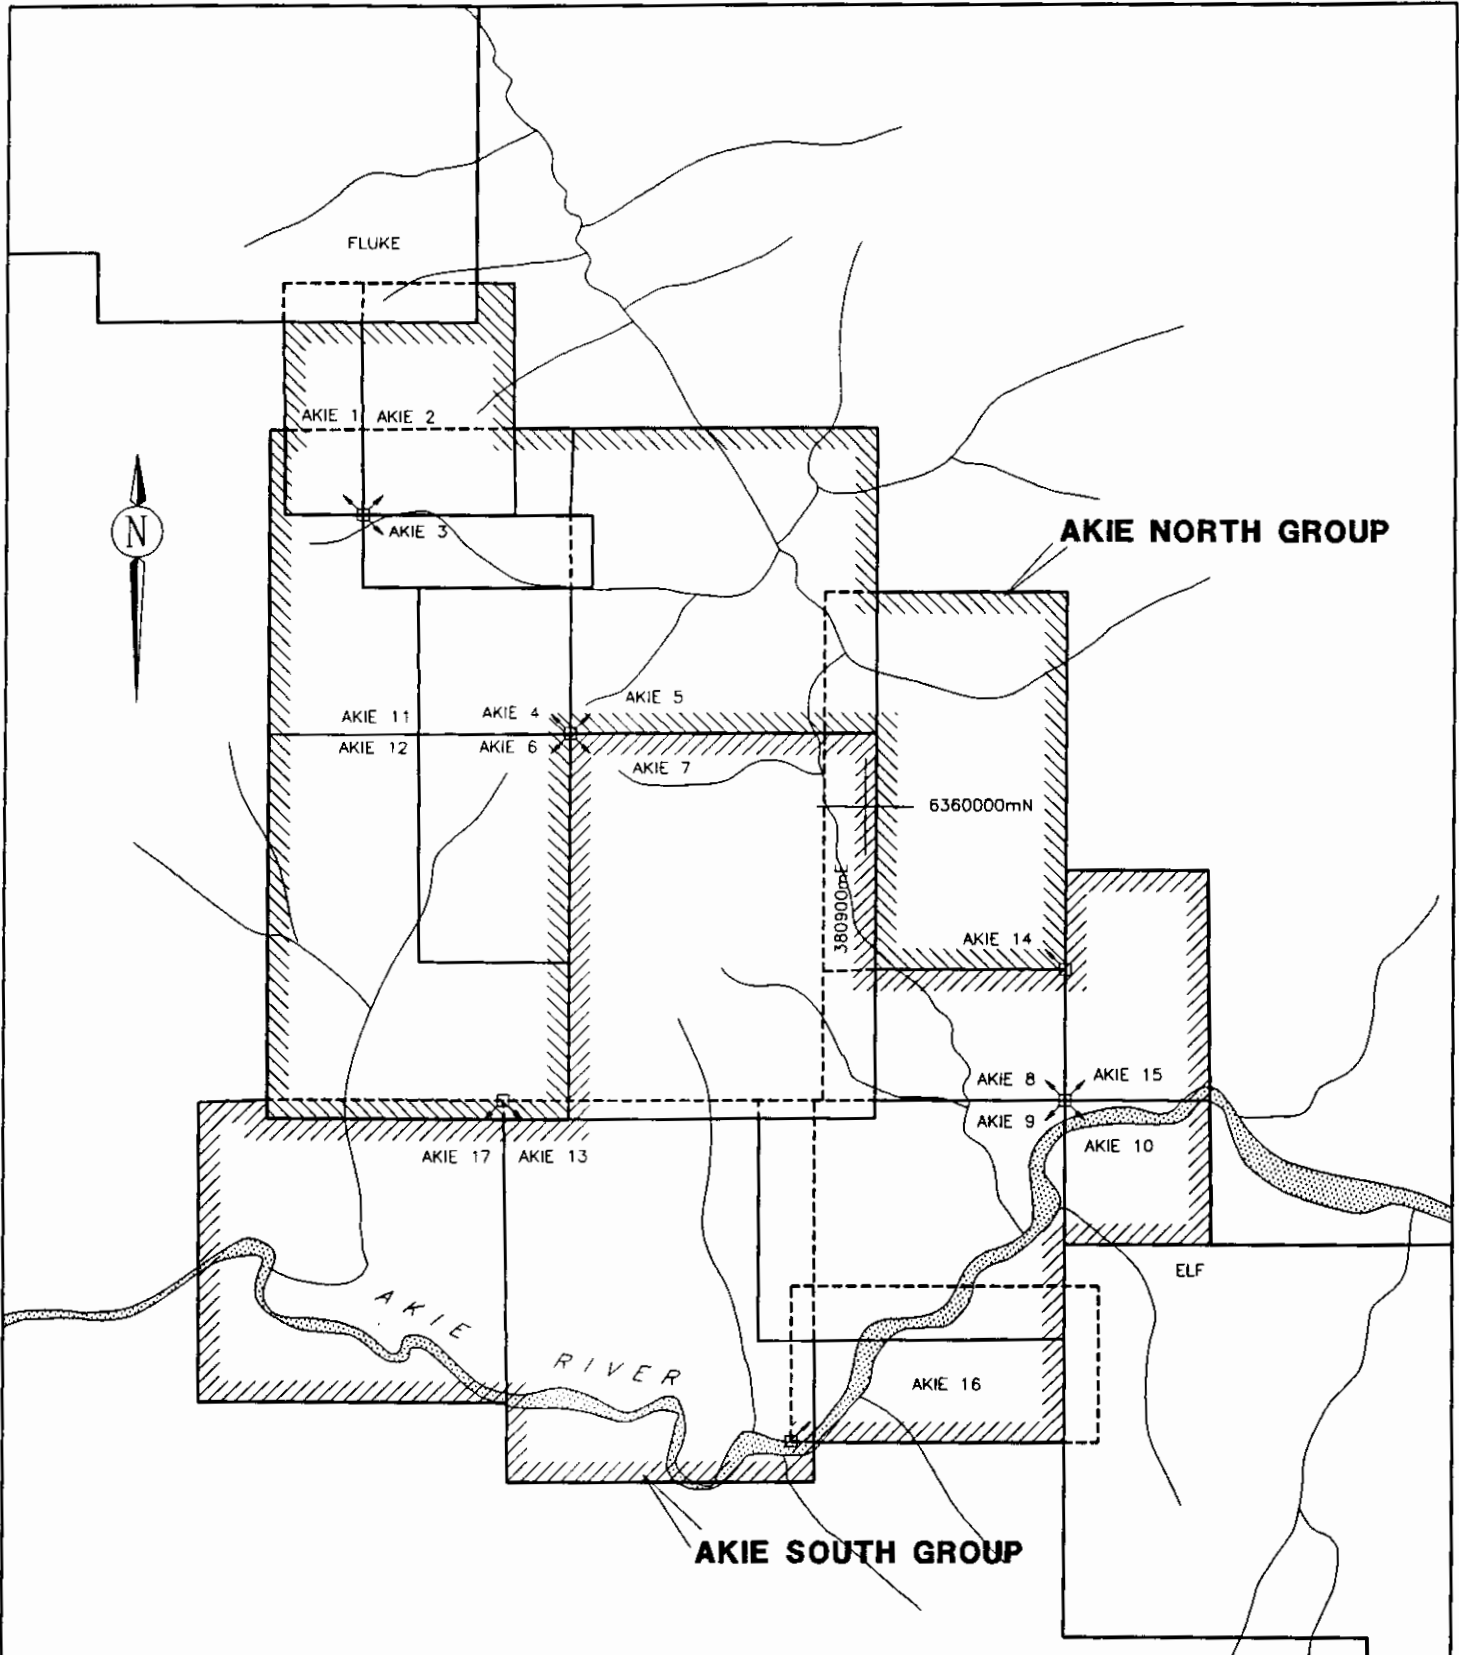 FLUKE
AKIE 1
AKIE 2
N
AKIE 3
AKIE NORTH GROUP
AKIE 11
AKIE 4
AKIE 5
AKIE 12
AKIE 6
AKIE 7
6360000mN
380900mE
AKIE 14
AKIE 8
AKIE 15
AKIE 9
AKIE 10
AKIE 17
AKIE 13
ELF
AKIE
RIVER
AKIE 16
AKIE SOUTH GROUP